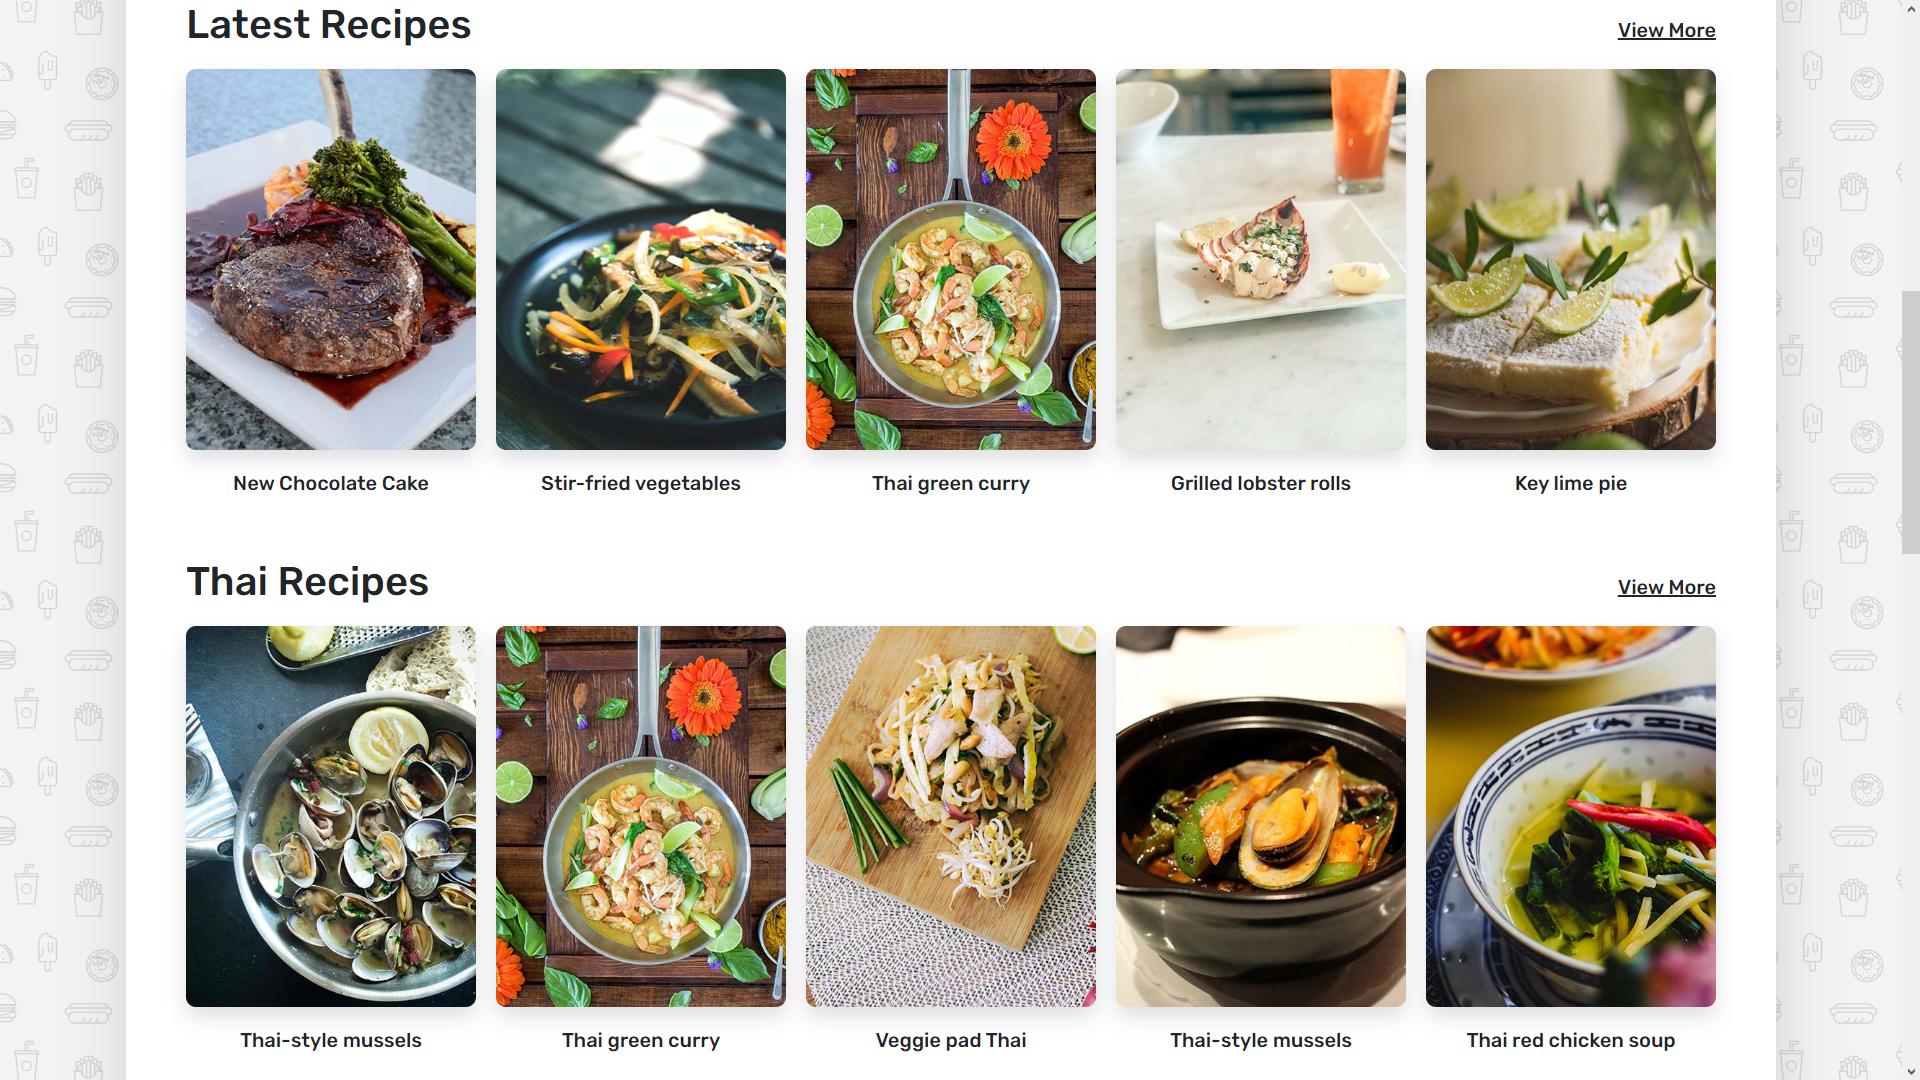 Latest Recipes
View More
New Chocolate Cake
Stir-fried vegetables
Thai green curry
Grilled lobster rolls
Key lime pie
Thai Recipes
View More
Thai-style mussels
Thai green curry
Veggie pad Thai
Thai-style mussels
Thai red chicken soup